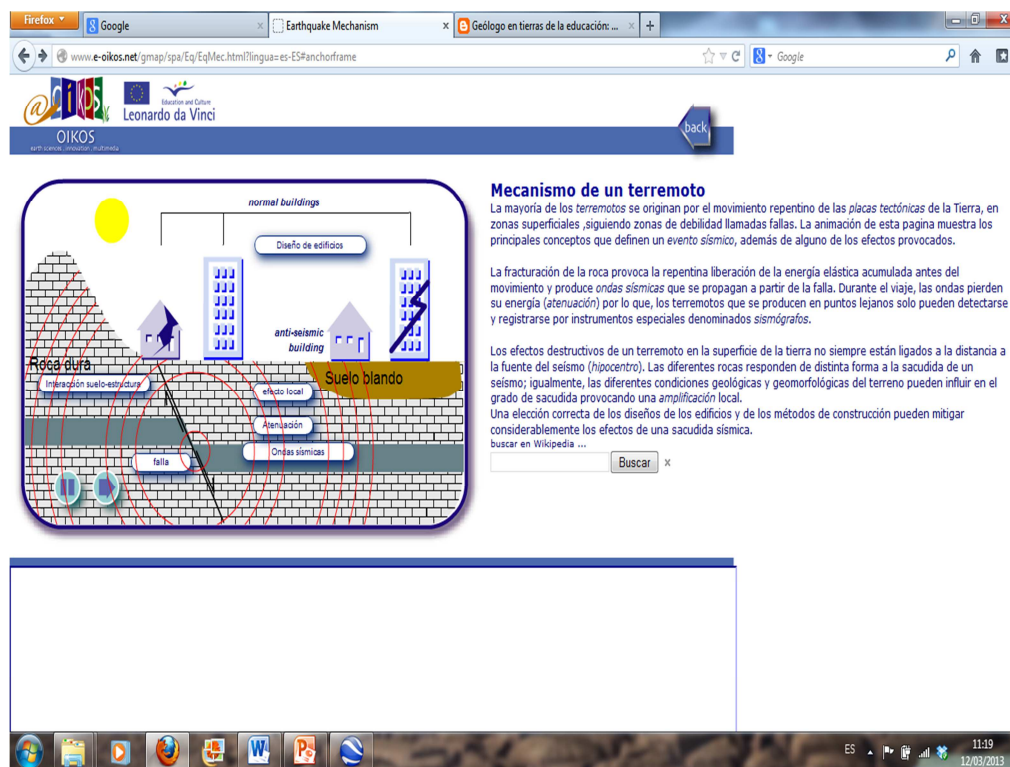 Firefox
Google
Earthquake Mechanism
Geólogo en tierras de la educación: ...
www.e-oikos.net/gmap/spa/Eq/EqMec.html?lingua=es-ES#anchorframe
Google
@OIKOS
Education and Culture
Leonardo da Vinci
OIKOS
earth sciences, innovation, multimedia
back
normal buildings
Diseño de edificios
anti-seismic
building
Roca dura
Suelo blando
Interacción suelo-estructura
efecto local
Atenuación
Ondas sísmicas
falla
Mecanismo de un terremoto
La mayoría de los terremotos se originan por el movimiento repentino de las placas tectónicas de la Tierra, en
zonas superficiales ,siguiendo zonas de debilidad llamadas fallas. La animación de esta pagina muestra los
principales conceptos que definen un evento sísmico, además de alguno de los efectos provocados.
La fracturación de la roca provoca la repentina liberación de la energía elástica acumulada antes del
movimiento y produce ondas sísmicas que se propagan a partir de la falla. Durante el viaje, las ondas pierden
su energía (atenuación) por lo que, los terremotos que se producen en puntos lejanos solo pueden detectarse
y registrarse por instrumentos especiales denominados sismógrafos.
Los efectos destructivos de un terremoto en la superficie de la tierra no siempre están ligados a la distancia a
la fuente del seísmo (hipocentro). Las diferentes rocas responden de distinta forma a la sacudida de un
seísmo; igualmente, las diferentes condiciones geológicas y geomorfológicas del terreno pueden influir en el
grado de sacudida provocando una amplificación local.
Una elección correcta de los diseños de los edificios y de los métodos de construcción pueden mitigar
considerablemente los efectos de una sacudida sísmica.
buscar en Wikipedia ...
Buscar
x
ES
11:19
12/03/2013